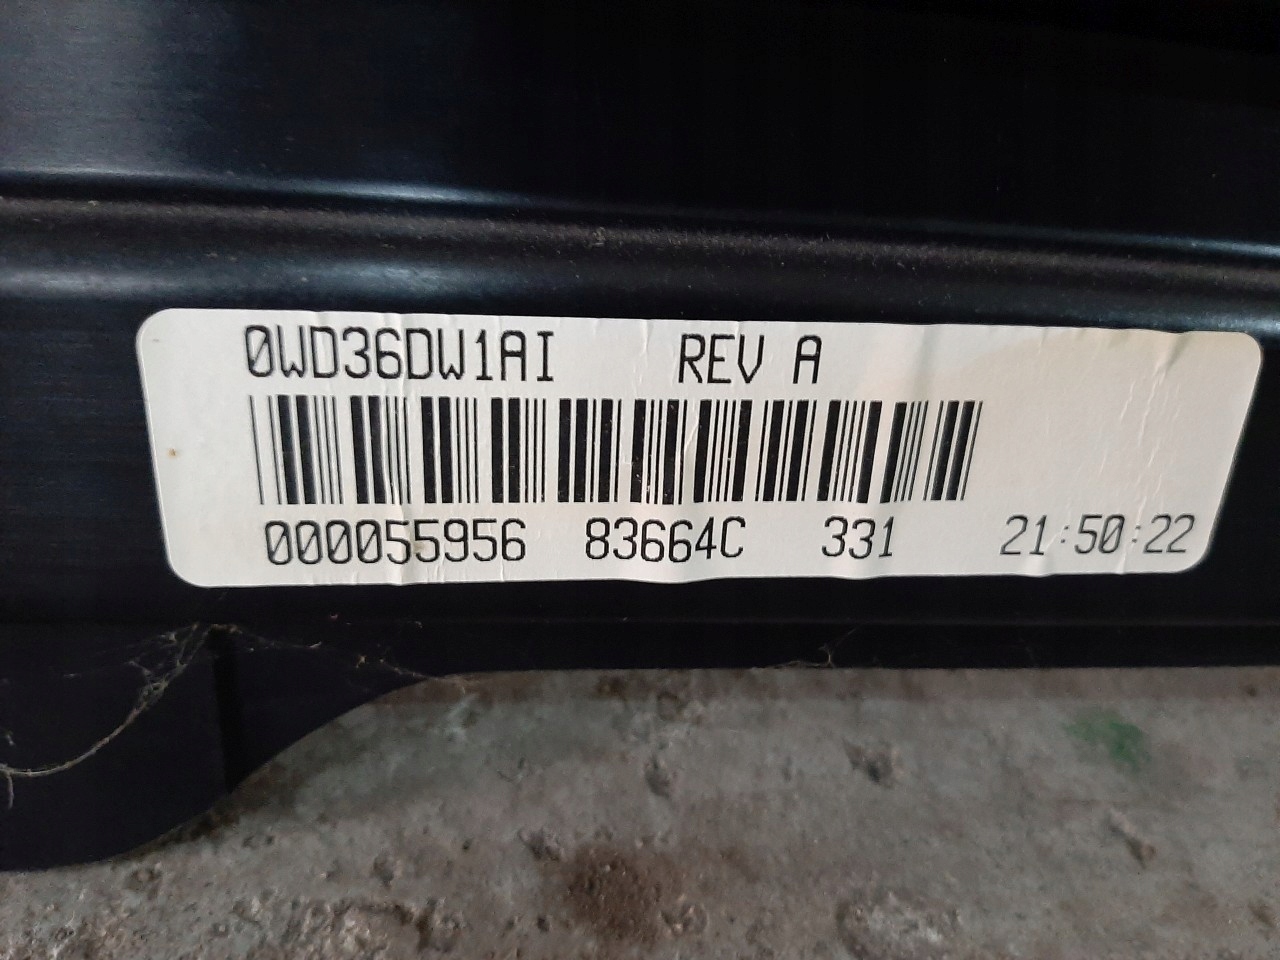 0WD36DW1AI REV A
000055956 83664C 331 21:50:22